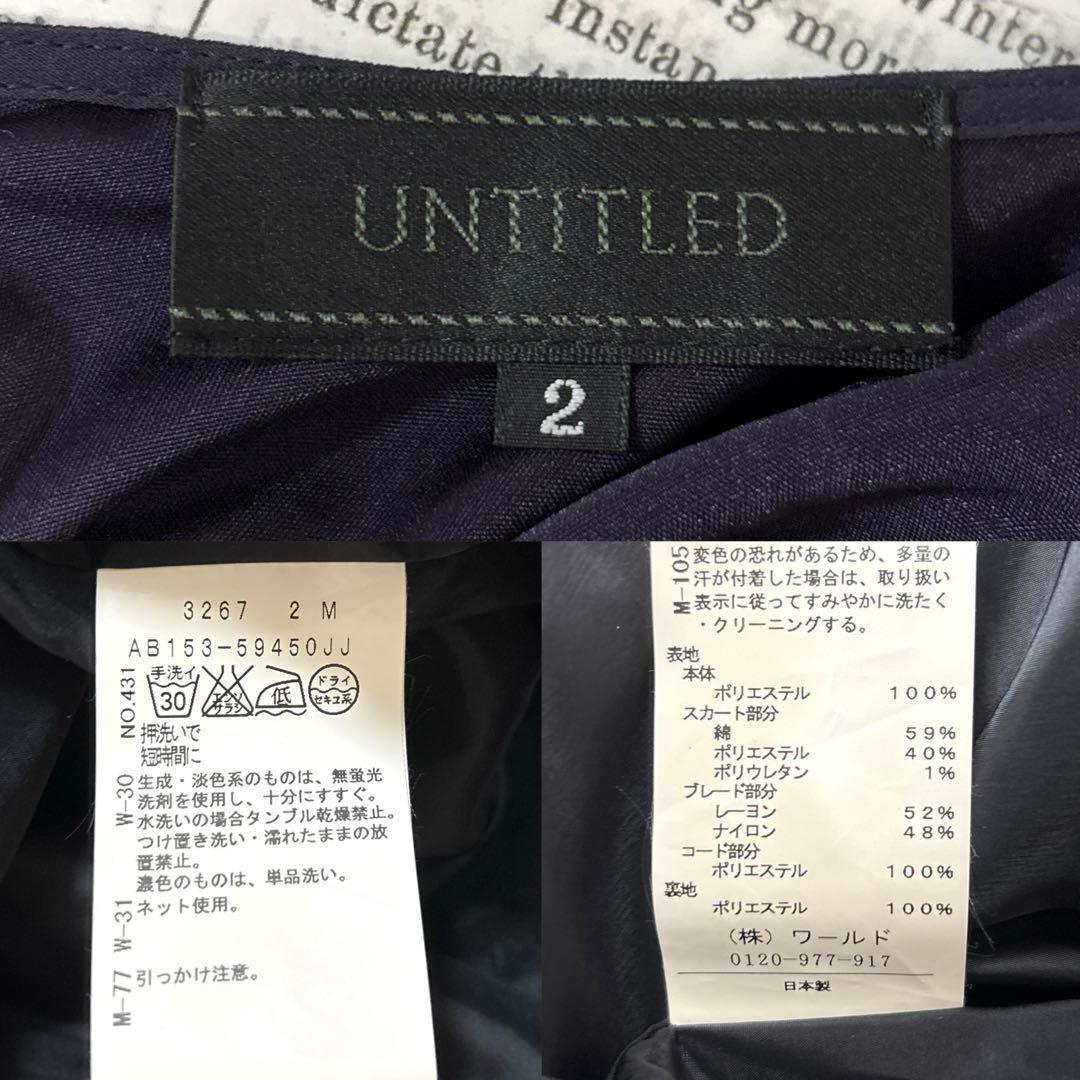 dictate
instan
ng mor
winter
UNTITLED
2
3267 2 M
AB153-59450JJ
NO.431
手洗イ
30
エンソ
サラシ
低
ドライ
セキユ系
押洗いで
短時間に
W-30
生成・淡色系のものは、無蛍光
洗剤を使用し、十分にすすぐ。
水洗いの場合タンブル乾燥禁止。
つけ置き洗い・濡れたままの放
置禁止。
濃色のものは、単品洗い。
W-31
ネット使用。
M-77
引っかけ注意。
M-105
変色の恐れがあるため、多量の
汗が付着した場合は、取り扱い
表示に従ってすみやかに洗たく
・クリーニングする。
表地
本体
ポリエステル 100%
スカート部分
綿 59%
ポリエステル 40%
ポリウレタン 1%
ブレード部分
レーヨン 52%
ナイロン 48%
コード部分
ポリエステル 100%
裏地
ポリエステル 100%
(株) ワールド
0120-977-917
日本製